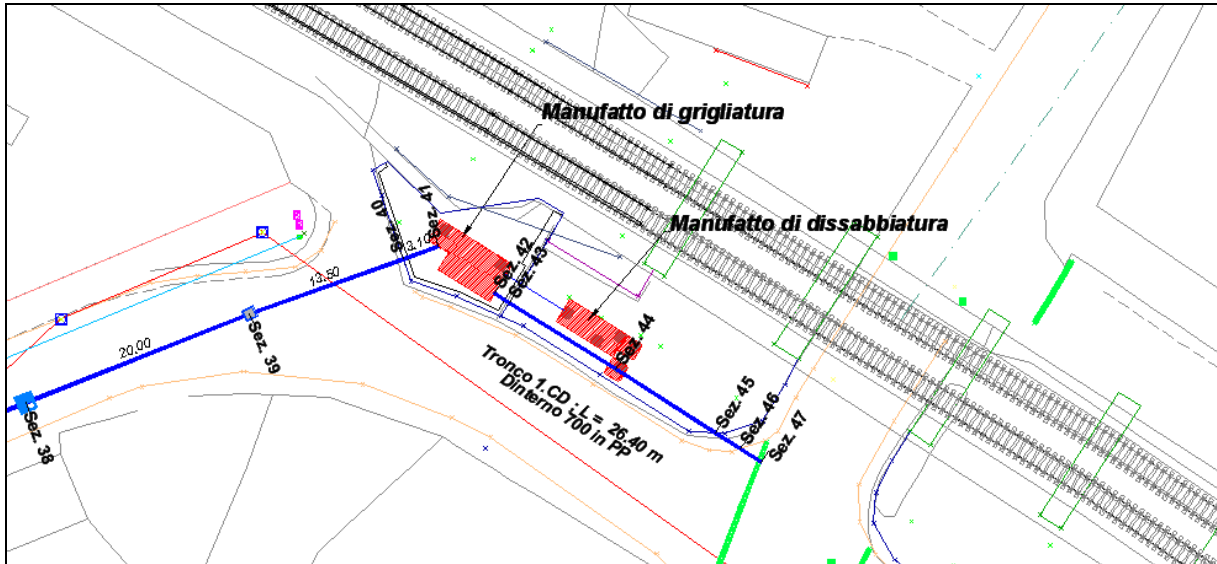 Manufatto di grigliatura
Manufatto di dissabbiatura
Sez. 40
Sez. 41
3,10
13,50
20,00
Sez. 38
Sez. 39
Sez. 42
Sez. 43
Sez. 44
Tronco 1.CD : L = 26,40 m
Dinterno 700 in PP
Sez. 45
Sez. 46
Sez. 47